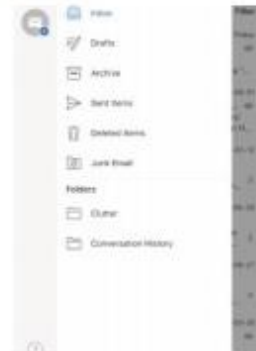 Inbox
Drafts
Archive
Sent Items
Deleted Items
Junk Email
Folders
Clutter
Conversation History